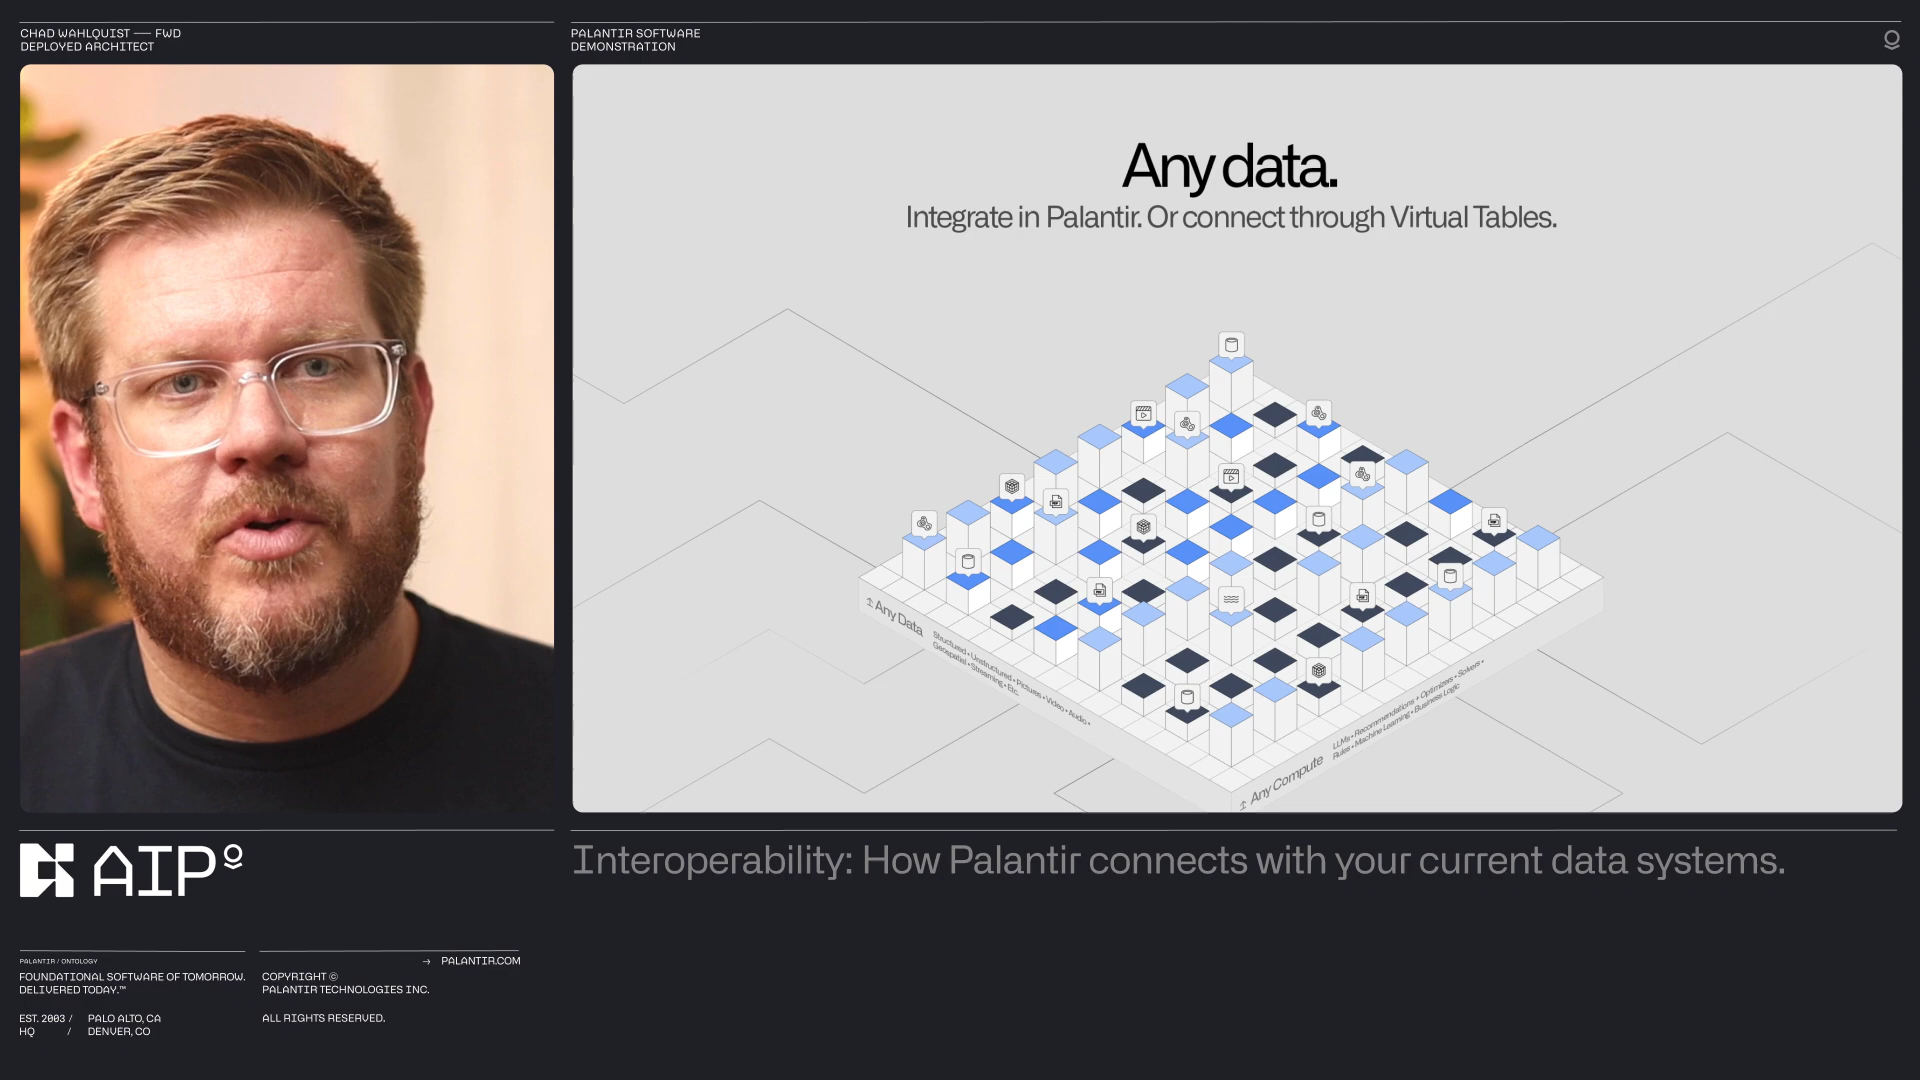 CHAD WAHLQUIST — FWD
DEPLOYED ARCHITECT
PALANTIR SOFTWARE
DEMONSTRATION
Any data.
Integrate in Palantir. Or connect through Virtual Tables.
Any Data
Structured • Unstructured • Pictures • Video • Audio •
Geospatial • Streaming • Etc.
Any Compute
LLMs • Recommendations • Optimizers • Solvers •
Rules • Machine Learning • Business Logic
AIP
Interoperability: How Palantir connects with your current data systems.
PALANTIR / ONTOLOGY
FOUNDATIONAL SOFTWARE OF TOMORROW.
DELIVERED TODAY.™
EST. 2003 / PALO ALTO, CA
HQ / DENVER, CO
→ PALANTIR.COM
COPYRIGHT ©
PALANTIR TECHNOLOGIES INC.
ALL RIGHTS RESERVED.